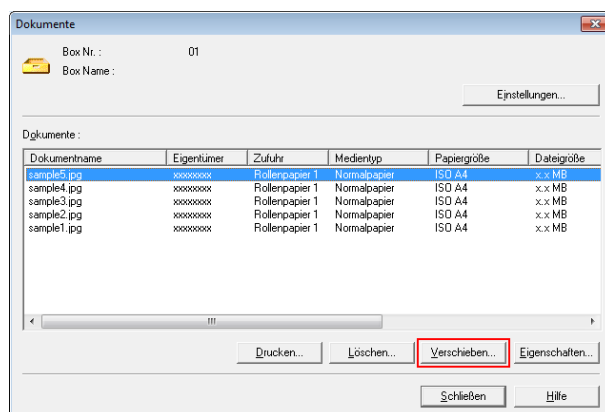 Dokumente
Box Nr. : 01
Box Name :
Einstellungen...
Dokumente :
Dokumentname Eigentümer Zufuhr Medientyp Papiergröße Dateigröße
sample5.jpg xxxxxxxx Rollenpapier 1 Normalpapier ISO A4 x.x MB
sample4.jpg xxxxxxxx Rollenpapier 1 Normalpapier ISO A4 x.x MB
sample3.jpg xxxxxxxx Rollenpapier 1 Normalpapier ISO A4 x.x MB
sample2.jpg xxxxxxxx Rollenpapier 1 Normalpapier ISO A4 x.x MB
sample1.jpg xxxxxxxx Rollenpapier 1 Normalpapier ISO A4 x.x MB
Drucken... Löschen... Verschieben... Eigenschaften...
Schließen Hilfe